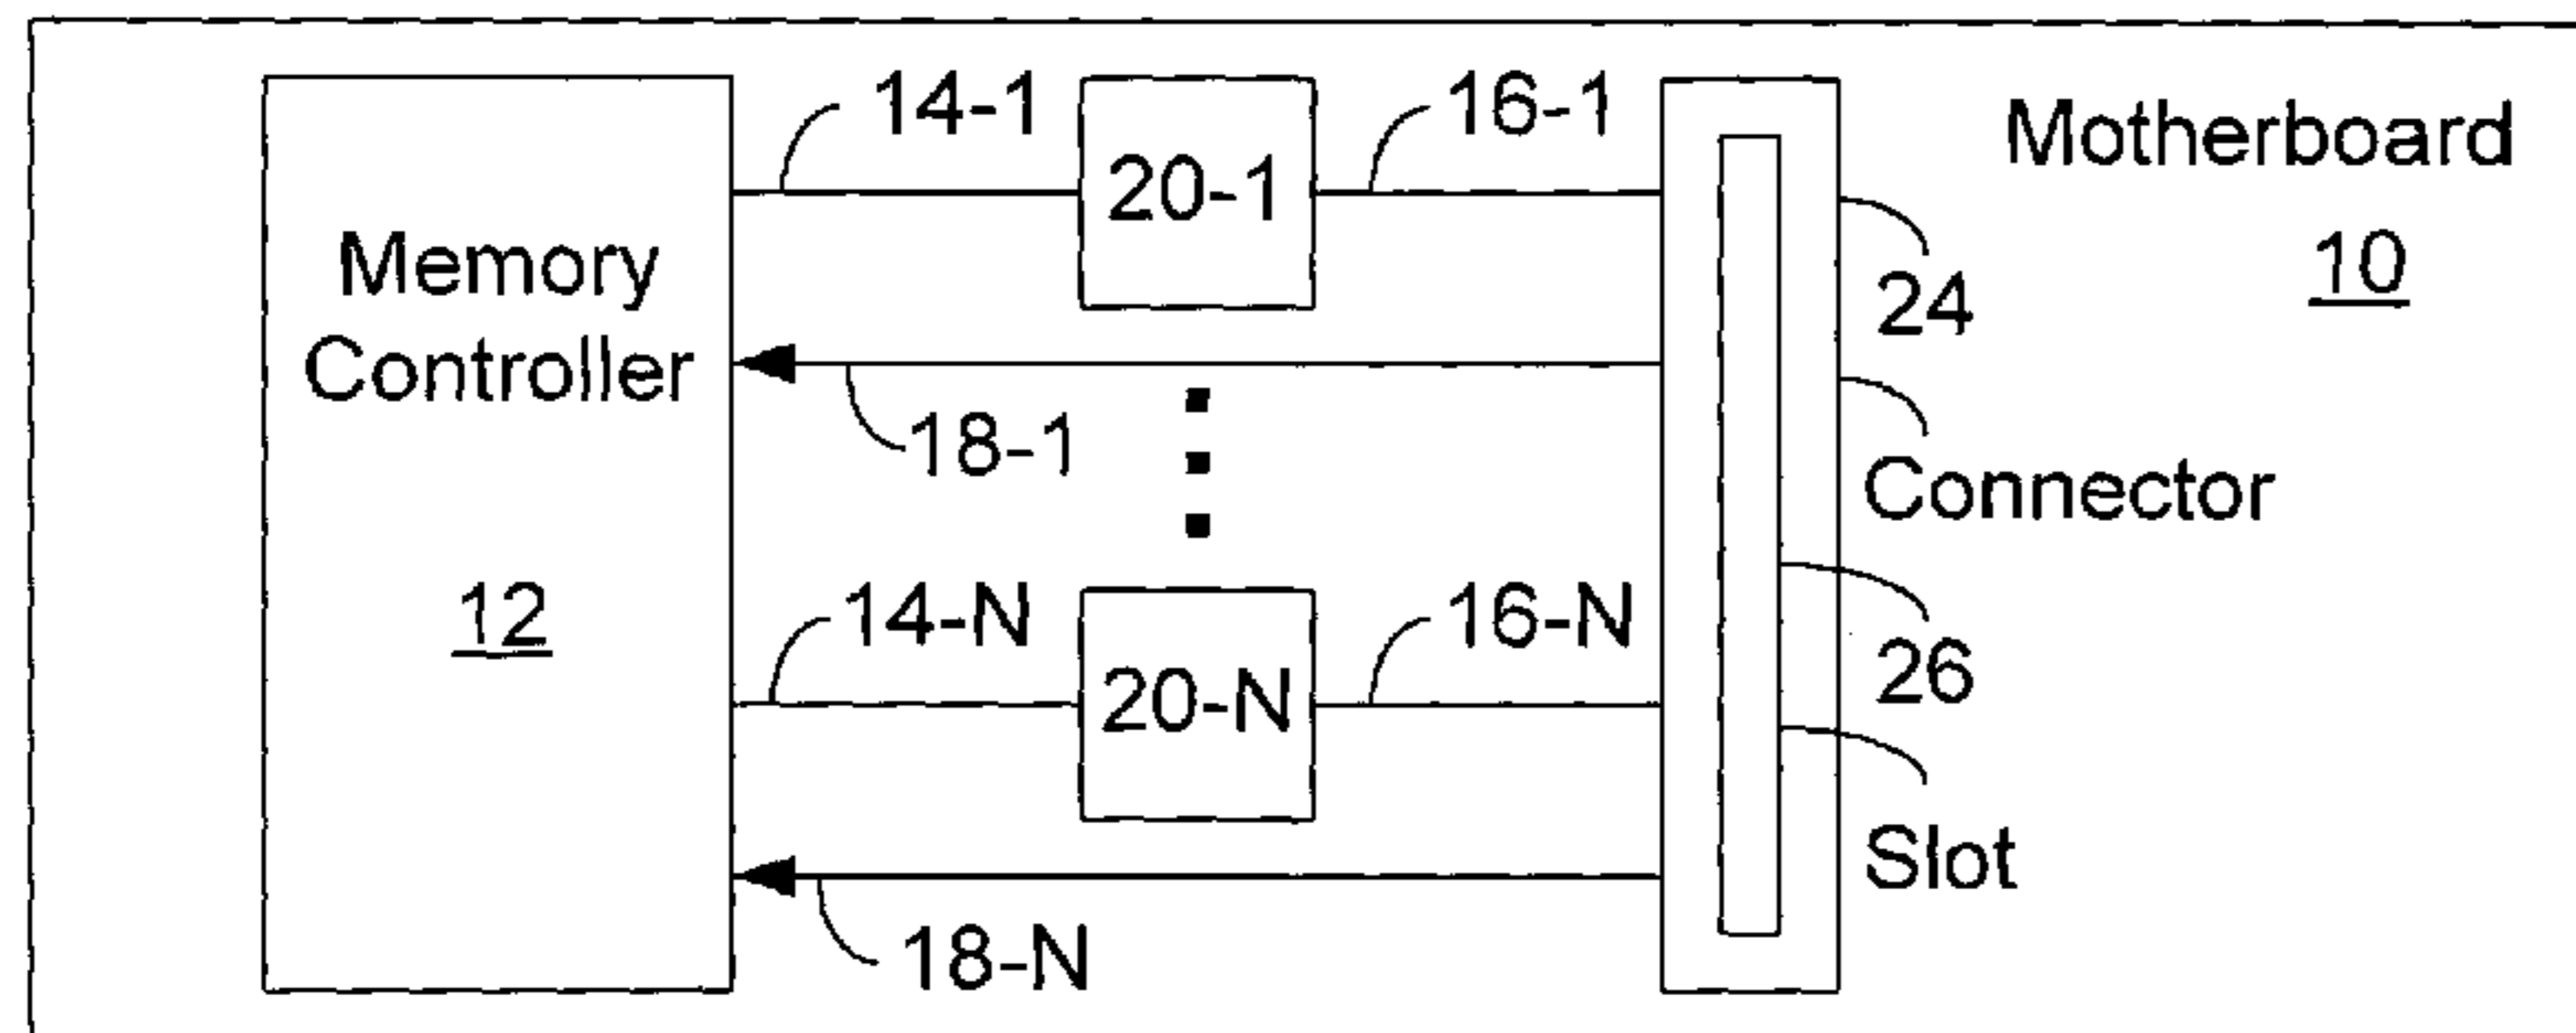 14-1
20-1
16-1
Motherboard
10
24
Memory
Controller
18-1
Connector
12
14-N
20-N
16-N
26
Slot
18-N